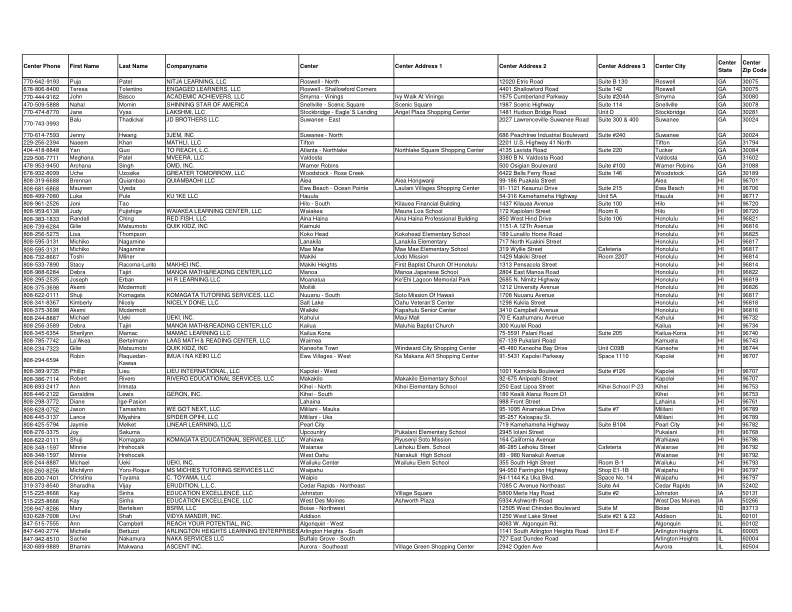 Center Phone First Name Last Name Companyname Center Center Address 1 Center Address 2 Center Address 3 Center City Center State Center Zip Code
770-642-9193 Puja Patel NITJA LEARNING, LLC Roswell - North 12020 Etris Road Suite B 130 Roswell GA 30075
678-806-8400 Teresa Tolentino ENGAGED LEARNERS, LLC Roswell - Shallowford Corners 4401 Shallowford Road Suite 142 Roswell GA 30075
770-444-9162 John Basco ACADEMIC ACHIEVERS, LLC Smyrna - Vinings Ivy Walk At Vinings 1675 Cumberland Parkway Suite #204A Smyrna GA 30080
470-509-5888 Nahal Momin SHINNING STAR OF AMERICA Snellville - Scenic Square Scenic Square 1987 Scenic Highway Suite 114 Snellville GA 30078
770-474-8770 Jane Vyas LAKSHMI, LLC Stockbridge - Eagle'S Landing Angel Plaza Shopping Center 1481 Hudson Bridge Road Unit D Stockbridge GA 30281
770-743-3993 Balu Thadickal JD BROTHERS LLC Suwanee - East 2027 Lawrenceville-Suwanee Road Suite 300 & 400 Suwanee GA 30024
770-614-7593 Jenny Hwang 3JEM, INC Suwanee - North 686 Peachtree Industrial Boulevard Suite #240 Suwanee GA 30024
229-256-2394 Naeem Khan MATHLI, LLC Tifton 2201 U.S. Highway 41 North Tifton GA 31794
404-418-8848 Yan Guo TO REACH, L.C. Atlanta - Northlake Northlake Square Shopping Center 4135 Lavista Road Suite 220 Tucker GA 30084
229-506-7711 Meghana Patel MVEERA, LLC Valdosta 3380 B N. Valdosta Road Valdosta GA 31602
478-953-9450 Archana Singh OMD, INC. Warner Robins 500 Osigian Boulevard Suite #100 Warner Robins GA 31088
678-932-8099 Uche Uzoske GREATER TOMORROW, LLC Woodstock - Rose Creek 6422 Bells Ferry Road Suite 146 Woodstock GA 30189
808-319-6688 Brennan Quiambao QUIAMBAOHI LLC Aiea Aiea Hongwanji 99-186 Puakala Street Aiea HI 96701
808-681-6868 Maureen Uyeda Ewa Beach - Ocean Pointe Laulani Villages Shopping Center 91-1121 Keaunui Drive Suite 215 Ewa Beach HI 96706
808-499-7080 Luka Pule KU 'IKE LLC Hauula 54-316 Kamehameha Highway Unit 5A Hauula HI 96717
808-961-2526 Joni Tao Hilo - South Kilauea Financial Building 1437 Kilauea Avenue Suite 100 Hilo HI 96720
808-959-6138 Judy Fujishige WAIAKEA LEARNING CENTER, LLC Waiakea Mauna Loa School 172 Kapiolani Street Room 6 Hilo HI 96720
808-383-1833 Randall Ching RED FISH, LLC Aina Haina Aina Haina Professional Building 850 West Hind Drive Suite 106 Honolulu HI 96821
808-739-6284 Gilie Matsumoto QUIK KIDZ, INC Kaimuki 1151-A 12Th Avenue Honolulu HI 96816
808-256-5275 Lisa Thompson Koko Head Kokohead Elementary School 189 Lunalilo Home Road Honolulu HI 96825
808-595-3131 Michiko Nagamine Lanakila Lanakila Elementary 717 North Kuakini Street Honolulu HI 96817
808-595-3131 Michiko Nagamine Mae Mae Mae Mae Elementary School 319 Wyllie Street Cafeteria Honolulu HI 96817
808-732-8667 Toshi Milner Makiki Jodo Mission 1429 Makiki Street Room 2207 Honolulu HI 96814
808-533-7890 Stacy Racoma-Lurito MAKHEI INC. Makiki Heights First Baptist Church Of Honolulu 1313 Pensacola Street Honolulu HI 96814
808-988-6284 Debra Tajiri MANOA MATH&READING CENTER,LLC Manoa Manoa Japanese School 2804 East Manoa Road Honolulu HI 96822
808-295-2535 Joseph Erban HI R LEARNING LLC Moanalua Ke'Ehi Lagoon Memorial Park 2685 N. Nimitz Highway Honolulu HI 96819
808-375-3698 Akemi Mcdermott Moiliili 1212 University Avenue Honolulu HI 96826
808-622-0111 Shuji Komagata KOMAGATA TUTORING SERVICES, LLC Nuuanu - South Soto Mission Of Hawaii 1708 Nuuanu Avenue Honolulu HI 96817
808-341-8367 Kimberly Nicely NICELY DONE, LLC Salt Lake Oahu Veteran'S Center 1298 Kukila Street Honolulu HI 96818
808-375-3698 Akemi Mcdermott Waikiki Kapahulu Senior Center 3410 Campbell Avenue Honolulu HI 96815
808-244-8887 Michael Ueki UEKI, INC. Kahului Maui Mall 70 E Kaahumanu Avenue Kahului HI 96732
808-256-3589 Debra Tajiri MANOA MATH&READING CENTER,LLC Kailua Maluhia Baptist Church 300 Kuulei Road Kailua HI 96734
808-345-6354 Sherilynn Mamac MAMAC LEARNING LLC Kailua Kona 75-5591 Palani Road Suite 205 Kailua-Kona HI 96740
808-785-7742 La'Akea Bertelmann LAAS MATH & READING CENTER, LLC Waimea 67-139 Pukalani Road Kamuela HI 96743
808-234-7323 Gilie Matsumoto QUIK KIDZ, INC Kaneohe Town Windward City Shopping Center 45-480 Kaneohe Bay Drive Unit C09B Kaneohe HI 96744
808-294-6594 Robin Raquedan-Kawaa IMUA I NA KEIKI LLC Ewa Villages - West Ka Makana Ali'I Shopping Center 91-5431 Kapolei Parkway Space 1110 Kapolei HI 96707
808-389-9735 Phillip Lieu LIEU INTERNATIONAL, LLC Kapolei - West 1001 Kamokila Boulevard Suite #126 Kapolei HI 96707
808-386-7114 Robert Rivero RIVERO EDUCATIONAL SERVICES, LLC Makakilo Makakilo Elementary School 92-675 Anipeahi Street Kapolei HI 96707
808-893-2417 Ann Irimata Kihei - North Kihei Elementary School 250 East Lipoa Street Kihei School P-23 Kihei HI 96753
808-446-2122 Geraldine Lewis GERON, INC. Kihei - South 180 Kealii Alanui Room D1 Kihei HI 96753
808-298-3772 Diane Ige-Pasion Lahaina 988 Front Street Lahaina HI 96761
808-628-0752 Jason Tamashiro WE GOT NEXT, LLC Mililani - Mauka 95-1095 Ainamakua Drive Suite #7 Mililani HI 96789
808-445-3137 Lance Miyahira SPIDER OPIHI, LLC Mililani - Uka 95-257 Kaloapau St. Mililani HI 96789
808-425-5794 Jaymie Melket LINEAR LEARNING, LLC Pearl City 719 Kamehameha Highway Suite B104 Pearl City HI 96782
808-276-3375 Joy Sakuma Upcountry Pukalani Elementary School 2945 Iolani Street Pukalani HI 96768
808-622-0111 Shuji Komagata KOMAGATA EDUCATIONAL SERVICES, LLC Wahiawa Ryusenji Soto Mission 164 California Avenue Wahiawa HI 96786
808-348-1597 Minnie Hrehocsik Waianae Leihoku Elem. School 86-285 Leihoku Street Cafeteria Waianae HI 96792
808-348-1597 Minnie Hrehocsik West Oahu Nanakuli High School 89 - 980 Nanakuli Avenue Waianae HI 96792
808-244-8887 Michael Ueki UEKI, INC. Wailuku Center Wailuku Elem School 355 South High Street Room B-1 Wailuku HI 96793
808-260-8256 Michlynn Yoro-Roque MS MICHIES TUTORING SERVICES, LLC Waipahu 94-050 Farrington Highway Shop E1-1B Waipahu HI 96797
808-200-7401 Christina Toyama C. TOYAMA, LLC Waipio 94-1144 Ka Uka Blvd. Space No. 14 Waipahu HI 96797
319-373-8540 Sharadha Vijay ERUDITION, L.L.C. Cedar Rapids - Northeast 7085 C Avenue Northeast Suite A4 Cedar Rapids IA 52402
515-225-8666 Kay Sinha EDUCATION EXCELLENCE, LLC Johnston Village Square 5800 Merle Hay Road Suite #2 Johnston IA 50131
515-225-8666 Kay Sinha EDUCATION EXCELLENCE, LLC West Des Moines Ashworth Plaza 5934 Ashworth Road West Des Moines IA 50266
208-947-8286 Mary Bertelsen BSRM, LLC Boise - Northwest 12505 West Chinden Boulevard Suite M Boise ID 83713
630-628-7008 Urvi Shah VIDYA MANDIR, INC. Addison 1250 West Lake Street Suite #21 & 22 Addison IL 60101
847-515-7555 Ann Campbell REACH YOUR POTENTIAL, INC. Algonquin - West 4063 W. Algonquin Rd. Algonquin IL 60102
847-640-2774 Michelle Bettuzzi ARLINGTON HEIGHTS LEARNING ENTERPRISES Arlington Heights - South 1141 South Arlington Heights Road Unit E-F Arlington Heights IL 60005
847-942-8510 Sachie Nakamura NAKA SERVICES LLC Buffalo Grove - South 727 East Dundee Road Arlington Heights IL 60004
630-689-9889 Bhamini Makwana ASCENT INC. Aurora - Southeast Village Green Shopping Center 2942 Ogden Ave Aurora IL 60504